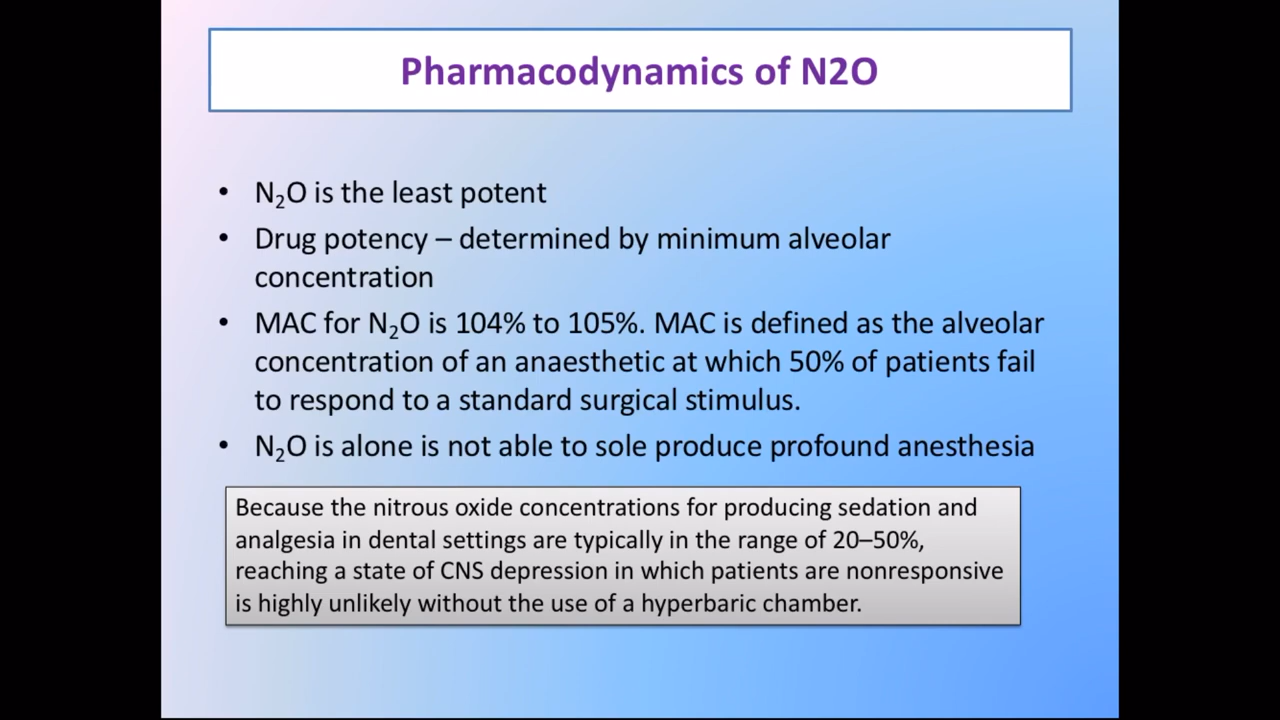 Pharmacodynamics of N2O
• N₂O is the least potent
• Drug potency – determined by minimum alveolar
concentration
• MAC for N₂O is 104% to 105%. MAC is defined as the alveolar
concentration of an anaesthetic at which 50% of patients fail
to respond to a standard surgical stimulus.
• N₂O is alone is not able to sole produce profound anesthesia
Because the nitrous oxide concentrations for producing sedation and
analgesia in dental settings are typically in the range of 20–50%,
reaching a state of CNS depression in which patients are nonresponsive
is highly unlikely without the use of a hyperbaric chamber.